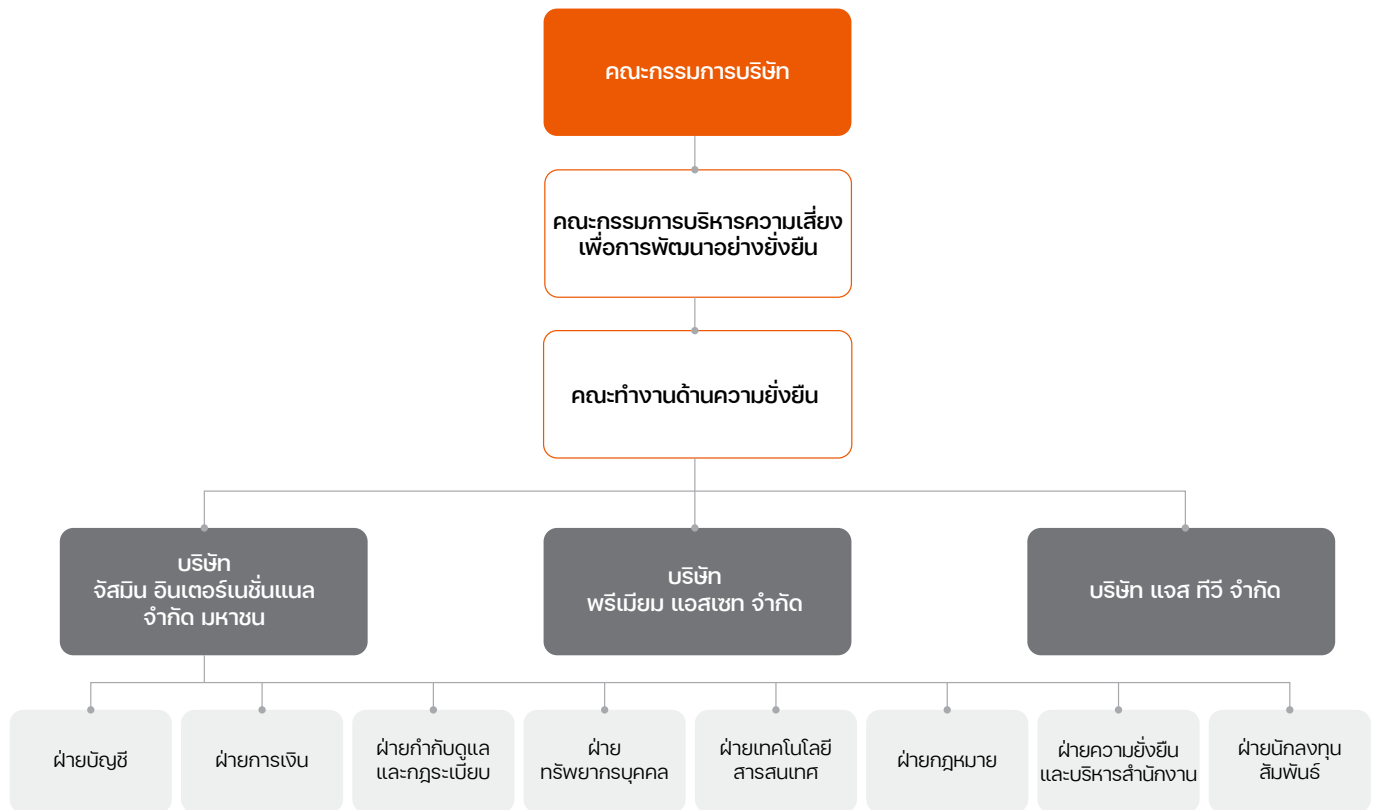 คณะกรรมการบริษัท
คณะกรรมการบริหารความเสี่ยง
เพื่อการพัฒนาอย่างยั่งยืน
คณะทำงานด้านความยั่งยืน
บริษัท
จัสมิน อินเตอร์เนชั่นแนล
จำกัด มหาชน
บริษัท
พรีเมียม แอสเซท จำกัด
บริษัท แจส ทีวี จำกัด
ฝ่ายบัญชี
ฝ่ายการเงิน
ฝ่ายกำกับดูแล
และกฎระเบียบ
ฝ่าย
ทรัพยากรบุคคล
ฝ่ายเทคโนโลยี
สารสนเทศ
ฝ่ายกฎหมาย
ฝ่ายความยั่งยืน
และบริหารสำนักงาน
ฝ่ายนักลงทุน
สัมพันธ์